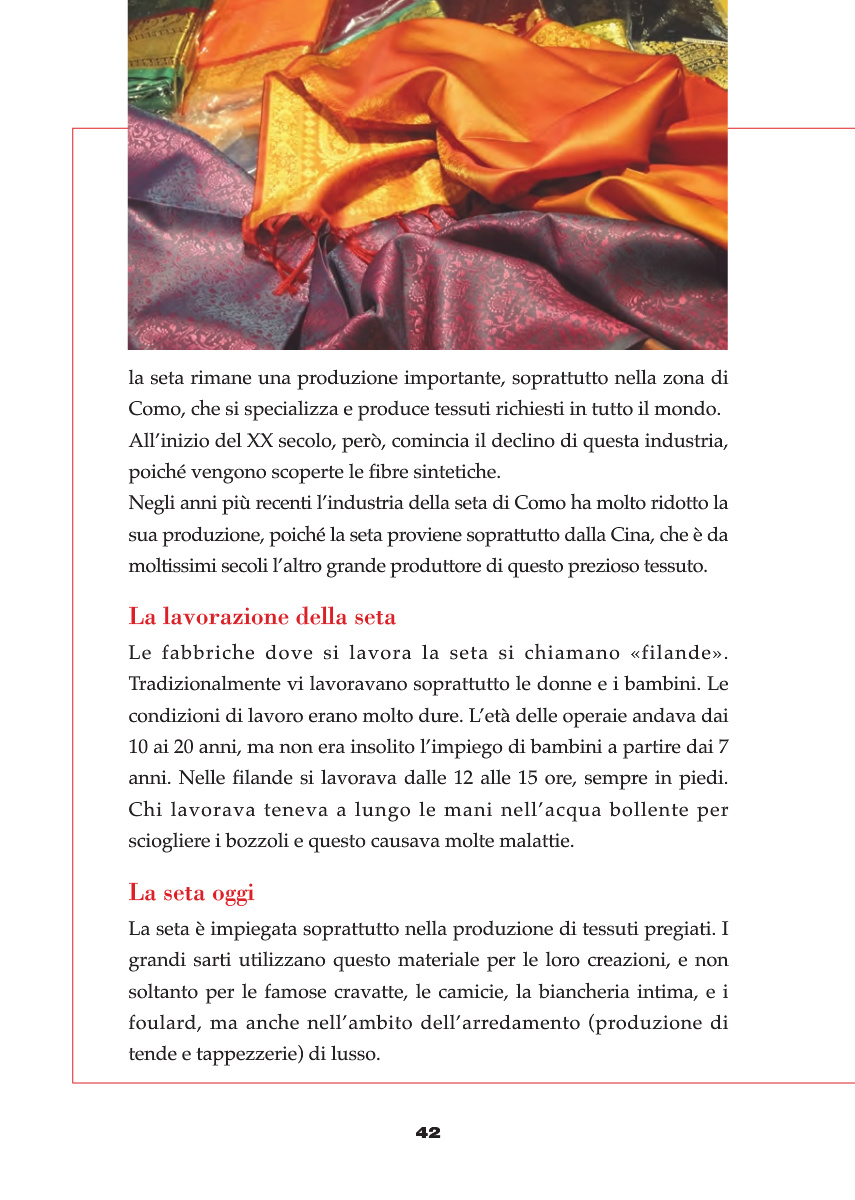 la seta rimane una produzione importante, soprattutto nella zona di
Como, che si specializza e produce tessuti richiesti in tutto il mondo.
All’inizio del XX secolo, però, comincia il declino di questa industria,
poiché vengono scoperte le fibre sintetiche.
Negli anni più recenti l’industria della seta di Como ha molto ridotto la
sua produzione, poiché la seta proviene soprattutto dalla Cina, che è da
moltissimi secoli l’altro grande produttore di questo prezioso tessuto.
La lavorazione della seta
Le fabbriche dove si lavora la seta si chiamano «filande».
Tradizionalmente vi lavoravano soprattutto le donne e i bambini. Le
condizioni di lavoro erano molto dure. L’età delle operaie andava dai
10 ai 20 anni, ma non era insolito l’impiego di bambini a partire dai 7
anni. Nelle filande si lavorava dalle 12 alle 15 ore, sempre in piedi.
Chi lavorava teneva a lungo le mani nell’acqua bollente per
sciogliere i bozzoli e questo causava molte malattie.
La seta oggi
La seta è impiegata soprattutto nella produzione di tessuti pregiati. I
grandi sarti utilizzano questo materiale per le loro creazioni, e non
soltanto per le famose cravatte, le camicie, la biancheria intima, e i
foulard, ma anche nell’ambito dell’arredamento (produzione di
tende e tappezzerie) di lusso.
42